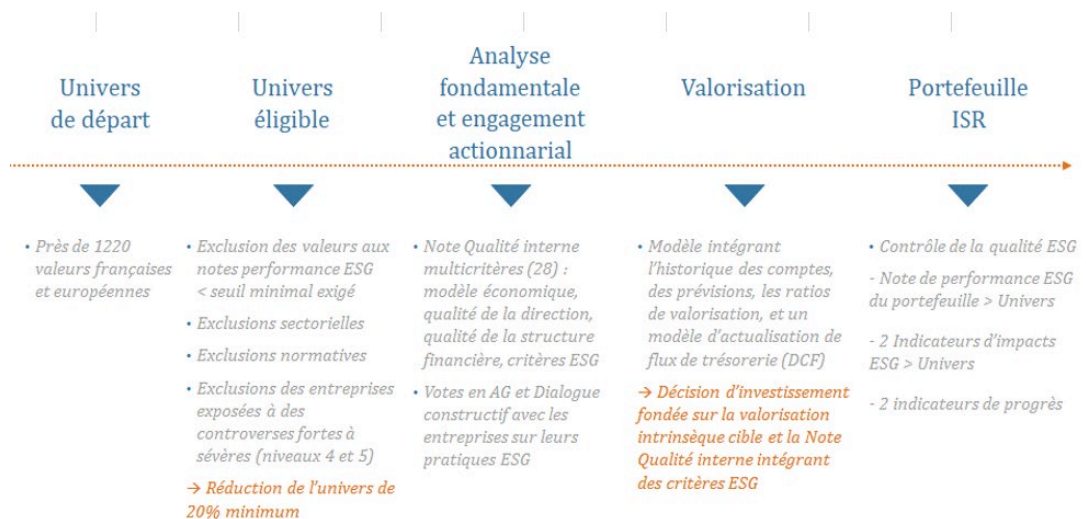 Univers
de départ
Univers
éligible
Analyse
fondamentale
et engagement
actionnarial
Valorisation
Portefeuille
ISR
• Près de 1220
valeurs françaises
et européennes
• Exclusion des valeurs aux
notes performance ESG
< seuil minimal exigé
• Exclusions sectorielles
• Exclusions normatives
• Exclusions des entreprises
exposées à des
controverses fortes à
sévères (niveaux 4 et 5)
→ Réduction de l'univers de
20% minimum
• Note Qualité interne
multicritères (28) :
modèle économique,
qualité de la direction,
qualité de la structure
financière, critères ESG
• Votes en AG et Dialogue
constructif avec les
entreprises sur leurs
pratiques ESG
• Modèle intégrant
l'historique des comptes,
des prévisions, les ratios
de valorisation, et un
modèle d'actualisation de
flux de trésorerie (DCF)
→ Décision d'investissement
fondée sur la valorisation
intrinsèque cible et la Note
Qualité interne intégrant
des critères ESG
• Contrôle de la qualité ESG
- Note de performance ESG
du portefeuille > Univers
- 2 Indicateurs d'impacts
ESG > Univers
- 2 indicateurs de progrès